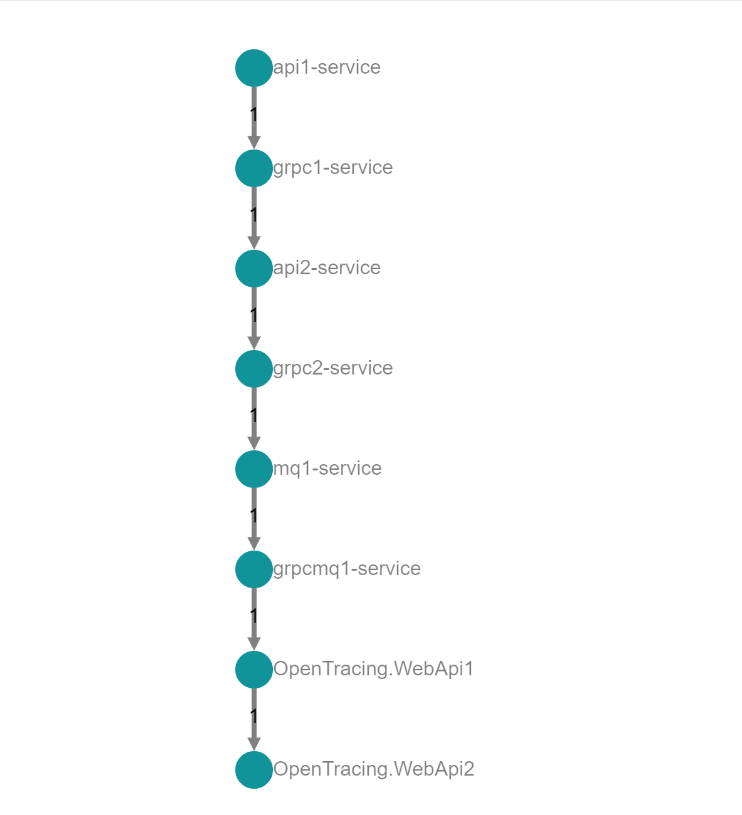 api1-service
1
grpc1-service
1
api2-service
1
grpc2-service
1
mq1-service
1
grpcmq1-service
1
OpenTracing.WebApi1
1
OpenTracing.WebApi2